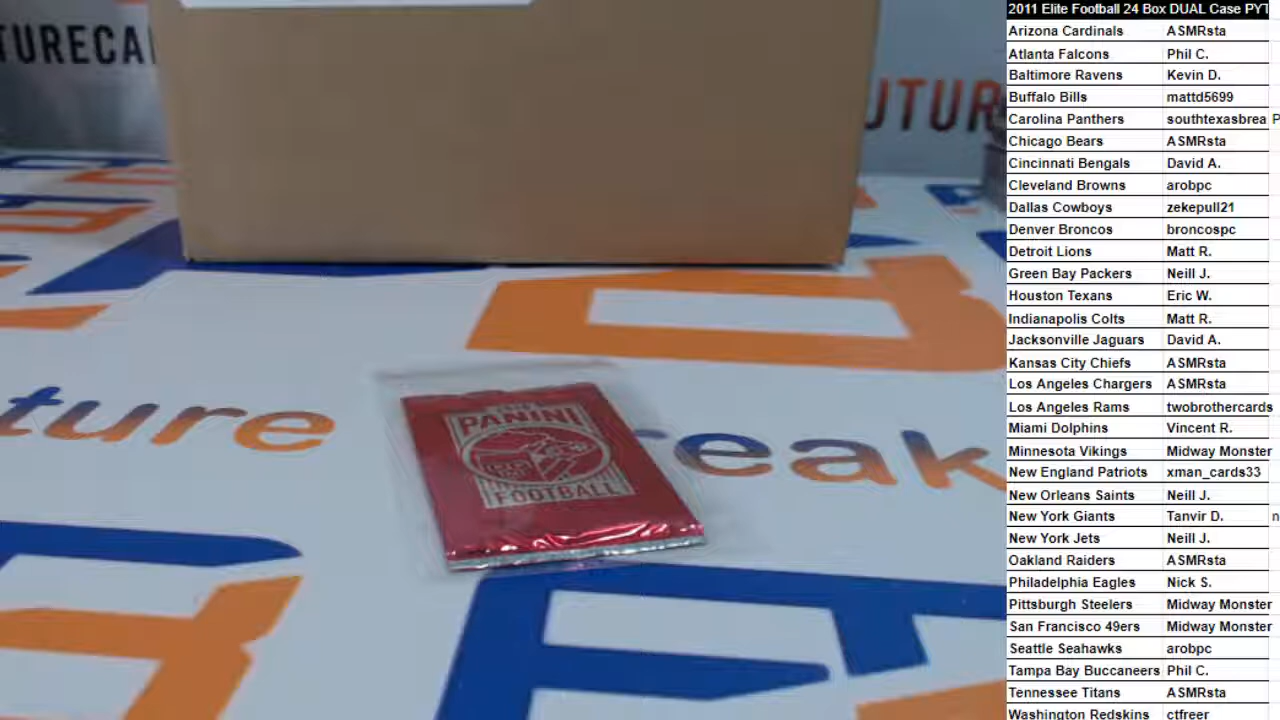 TURECA
UTUR
ture
reak
PANINI
FOOTBALL
2011 Elite Football 24 Box DUAL Case PYT
Arizona Cardinals ASMRsta
Atlanta Falcons Phil C.
Baltimore Ravens Kevin D.
Buffalo Bills mattd5699
Carolina Panthers southtexasbrea P
Chicago Bears ASMRsta
Cincinnati Bengals David A.
Cleveland Browns arobpc
Dallas Cowboys zekepull21
Denver Broncos broncospc
Detroit Lions Matt R.
Green Bay Packers Neill J.
Houston Texans Eric W.
Indianapolis Colts Matt R.
Jacksonville Jaguars David A.
Kansas City Chiefs ASMRsta
Los Angeles Chargers ASMRsta
Los Angeles Rams twobrothercards
Miami Dolphins Vincent R.
Minnesota Vikings Midway Monster
New England Patriots xman_cards33
New Orleans Saints Neill J.
New York Giants Tanvir D. n
New York Jets Neill J.
Oakland Raiders ASMRsta
Philadelphia Eagles Nick S.
Pittsburgh Steelers Midway Monster
San Francisco 49ers Midway Monster
Seattle Seahawks arobpc
Tampa Bay Buccaneers Phil C.
Tennessee Titans ASMRsta
Washington Redskins ctfreer